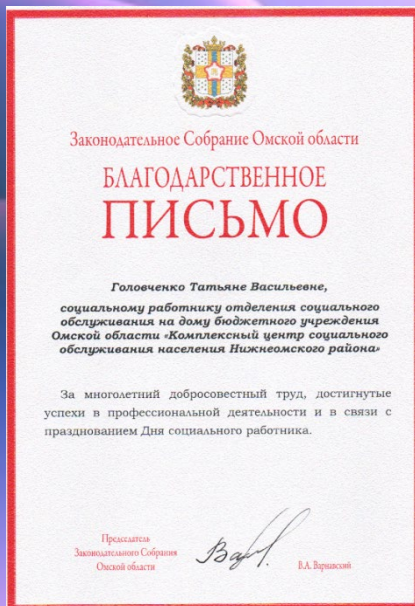 Законодательное Собрание Омской области
БЛАГОДАРСТВЕННОЕ
ПИСЬМО
Головченко Татьяне Васильевне,
социальному работнику отделения социального
обслуживания на дому бюджетного учреждения
Омской области «Комплексный центр социального
обслуживания населения Нижнеомского района»
За многолетний добросовестный труд, достигнутые
успехи в профессиональной деятельности и в связи с
празднованием Дня социального работника.
Председатель
Законодательного Собрания
Омской области
В.А. Варнавский